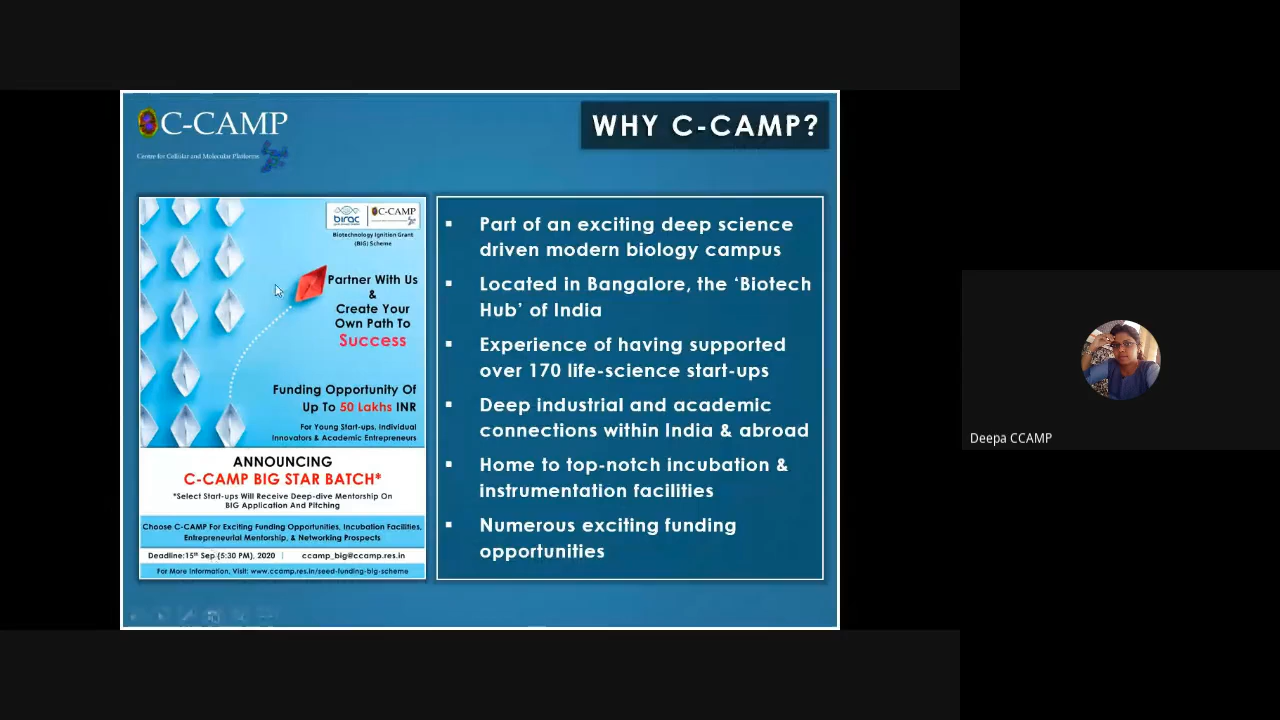 C-CAMP
Centre for Cellular and Molecular Platforms
WHY C-CAMP?
birac
C-CAMP
Biotechnology Ignition Grant
(BIG) Scheme
Partner With Us
&
Create Your
Own Path To
Success
Funding Opportunity Of
Up To 50 Lakhs INR
For Young Start-ups, Individual
Innovators & Academic Entrepreneurs
ANNOUNCING
C-CAMP BIG STAR BATCH*
*Select Start-ups Will Receive Deep-dive Mentorship On
BIG Application And Pitching
Choose C-CAMP For Exciting Funding Opportunities, Incubation Facilities,
Entrepreneurial Mentorship, & Networking Prospects
Deadline:15th Sep (5:30 PM), 2020 | ccamp_big@ccamp.res.in
For More Information, Visit: www.ccamp.res.in/seed-funding-big-scheme
▪ Part of an exciting deep science
driven modern biology campus
▪ Located in Bangalore, the ‘Biotech
Hub’ of India
▪ Experience of having supported
over 170 life-science start-ups
▪ Deep industrial and academic
connections within India & abroad
▪ Home to top-notch incubation &
instrumentation facilities
▪ Numerous exciting funding
opportunities
Deepa CCAMP